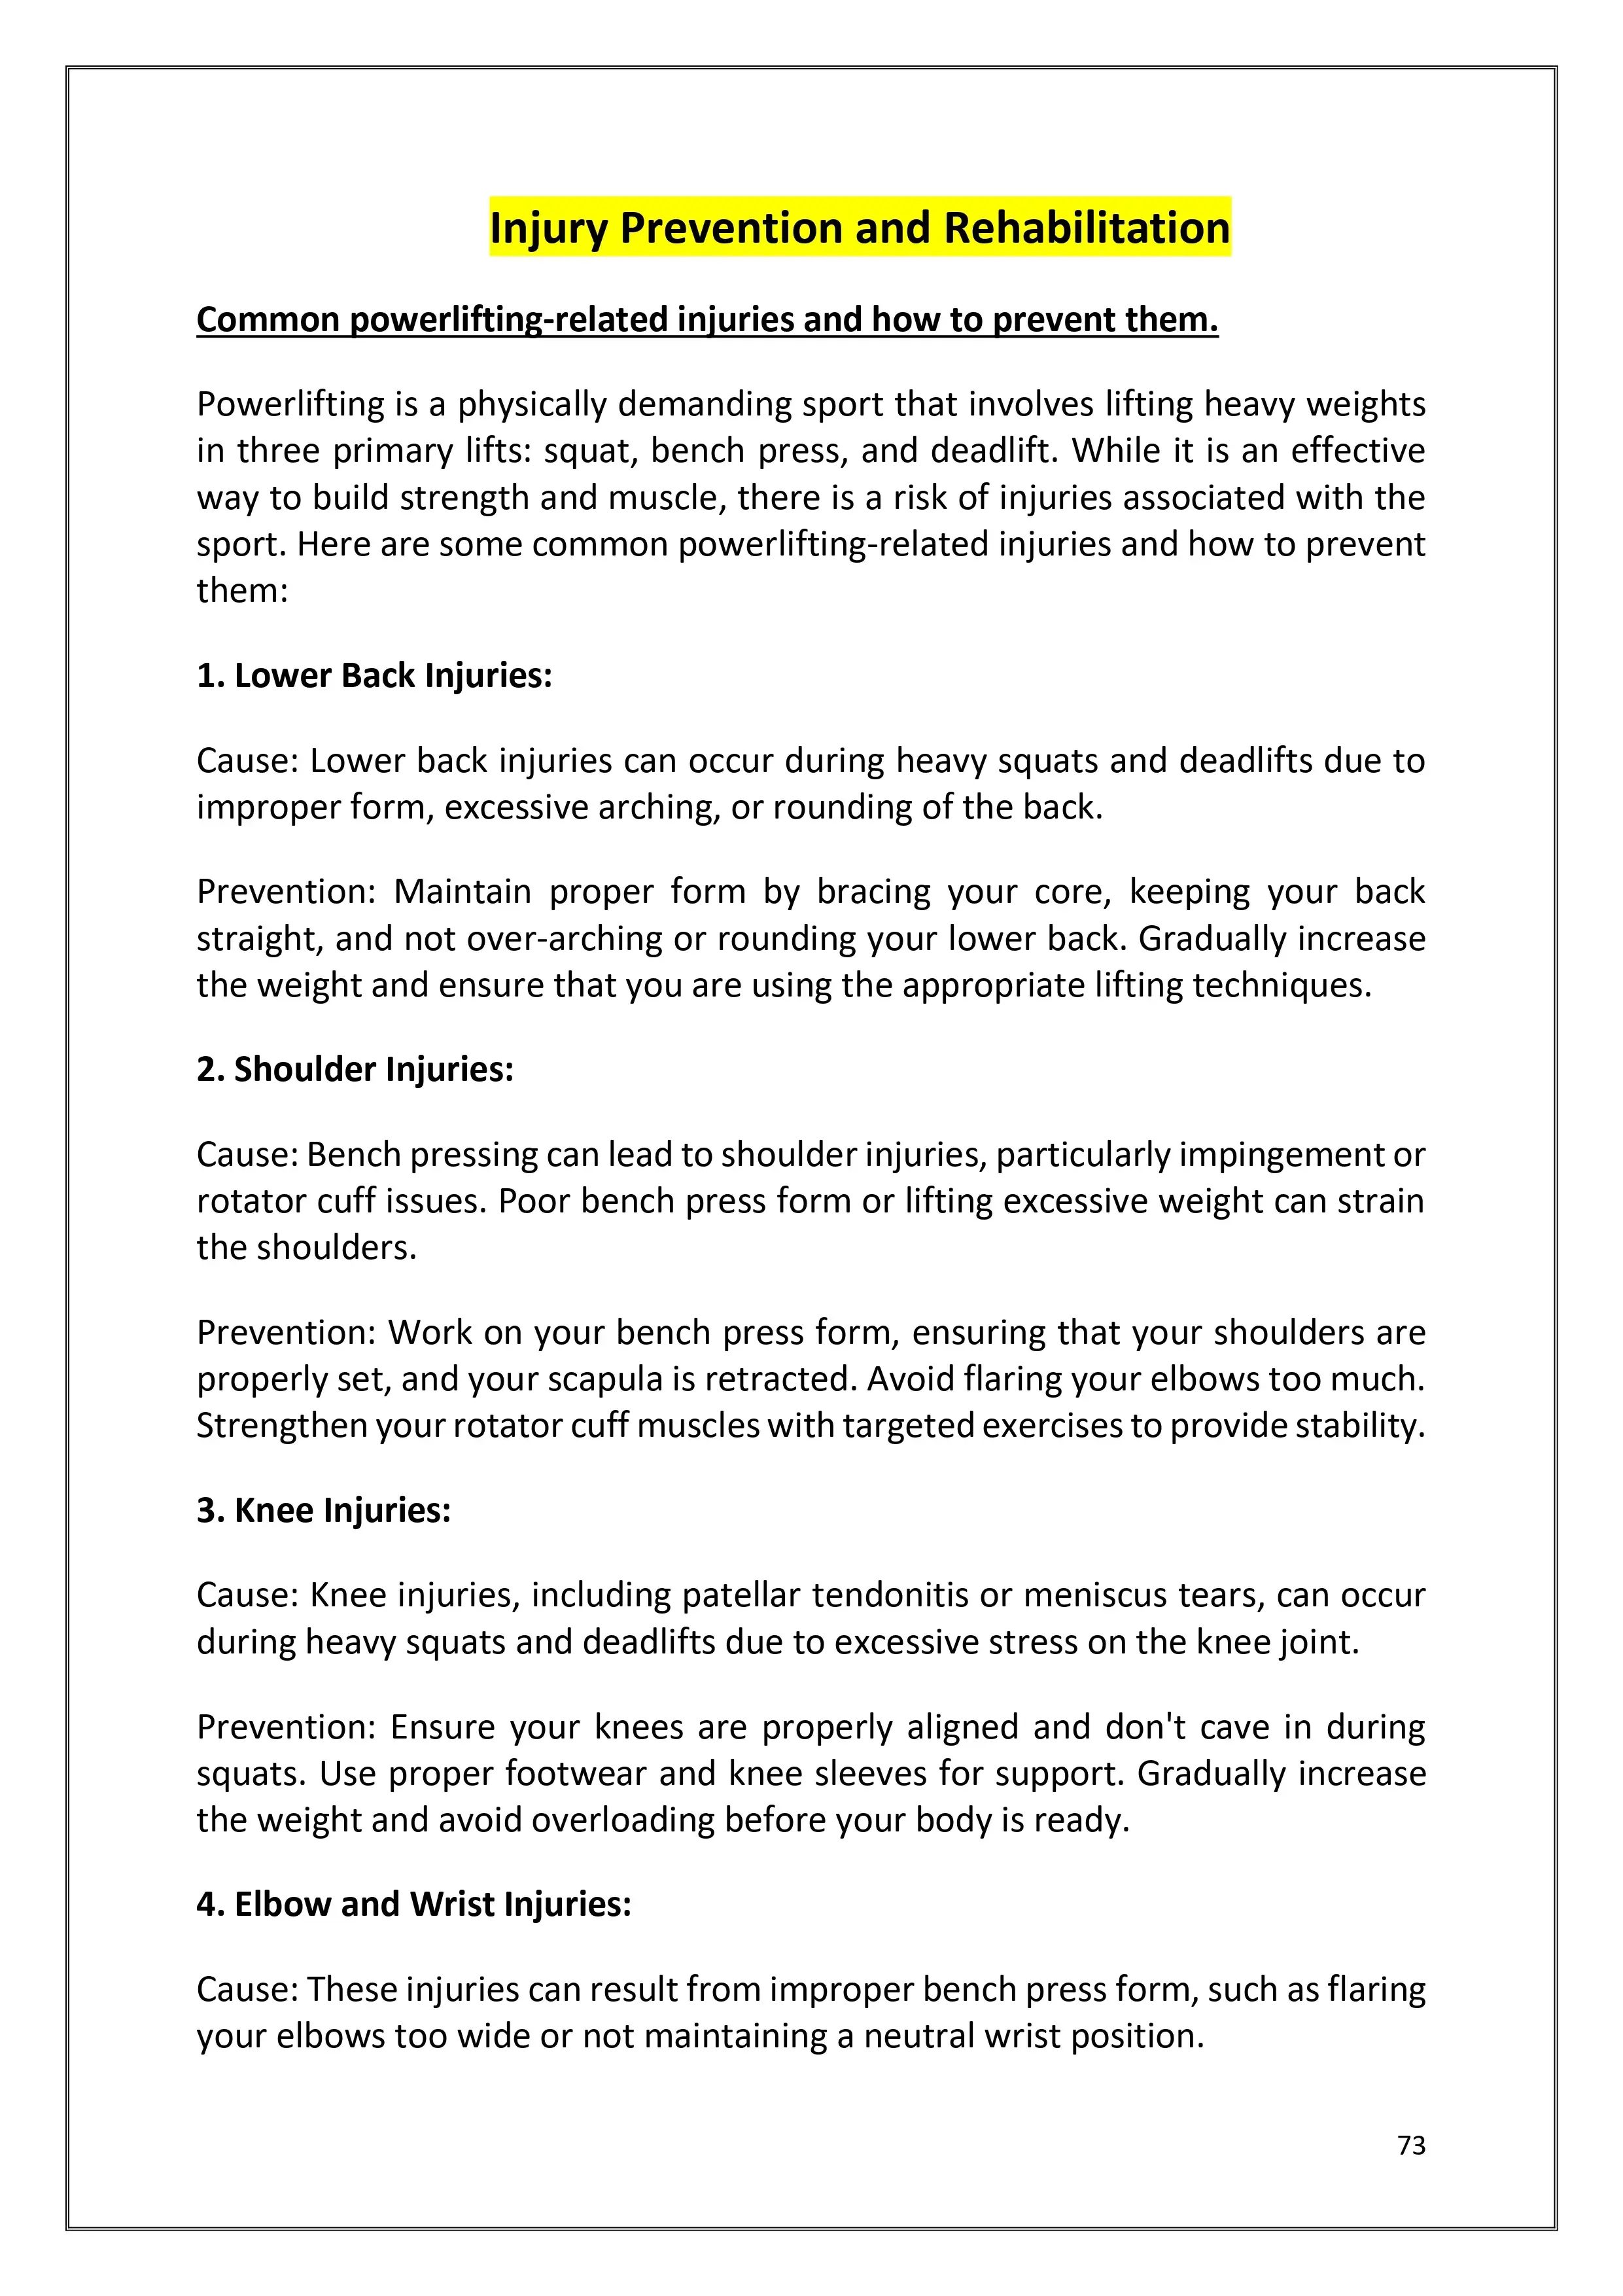 Injury Prevention and Rehabilitation
Common powerlifting-related injuries and how to prevent them.
Powerlifting is a physically demanding sport that involves lifting heavy weights
in three primary lifts: squat, bench press, and deadlift. While it is an effective
way to build strength and muscle, there is a risk of injuries associated with the
sport. Here are some common powerlifting-related injuries and how to prevent
them:
1. Lower Back Injuries:
Cause: Lower back injuries can occur during heavy squats and deadlifts due to
improper form, excessive arching, or rounding of the back.
Prevention: Maintain proper form by bracing your core, keeping your back
straight, and not over-arching or rounding your lower back. Gradually increase
the weight and ensure that you are using the appropriate lifting techniques.
2. Shoulder Injuries:
Cause: Bench pressing can lead to shoulder injuries, particularly impingement or
rotator cuff issues. Poor bench press form or lifting excessive weight can strain
the shoulders.
Prevention: Work on your bench press form, ensuring that your shoulders are
properly set, and your scapula is retracted. Avoid flaring your elbows too much.
Strengthen your rotator cuff muscles with targeted exercises to provide stability.
3. Knee Injuries:
Cause: Knee injuries, including patellar tendonitis or meniscus tears, can occur
during heavy squats and deadlifts due to excessive stress on the knee joint.
Prevention: Ensure your knees are properly aligned and don't cave in during
squats. Use proper footwear and knee sleeves for support. Gradually increase
the weight and avoid overloading before your body is ready.
4. Elbow and Wrist Injuries:
Cause: These injuries can result from improper bench press form, such as flaring
your elbows too wide or not maintaining a neutral wrist position.
73